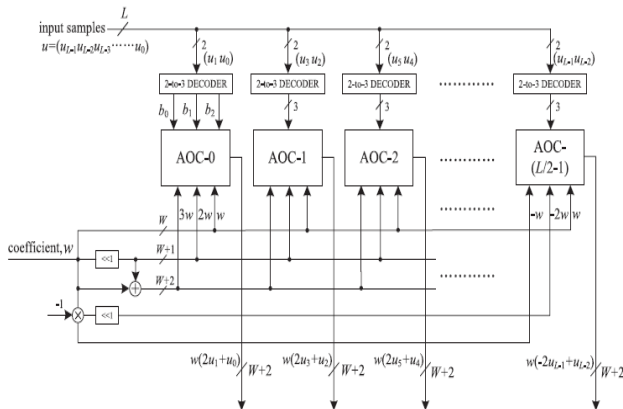 input samples L
u=(uL-1uL-2uL-3······u0)
2 (u1 u0) 2 (u3 u2) 2 (u5 u4) 2 (uL-1uL-2)
2-to-3 DECODER 2-to-3 DECODER 2-to-3 DECODER ············ 2-to-3 DECODER
b0 b1 b2 3 3 3
AOC-0 AOC-1 AOC-2 ············ AOC-(L/2-1)
3w 2w w ············ -w -2w w
W
coefficient, w <<1 W+1
W+2 ············
-1 <<1
w(2u1+u0) w(2u3+u2) w(2u5+u4) w(-2uL-1+uL-2)
W+2 W+2 W+2 W+2